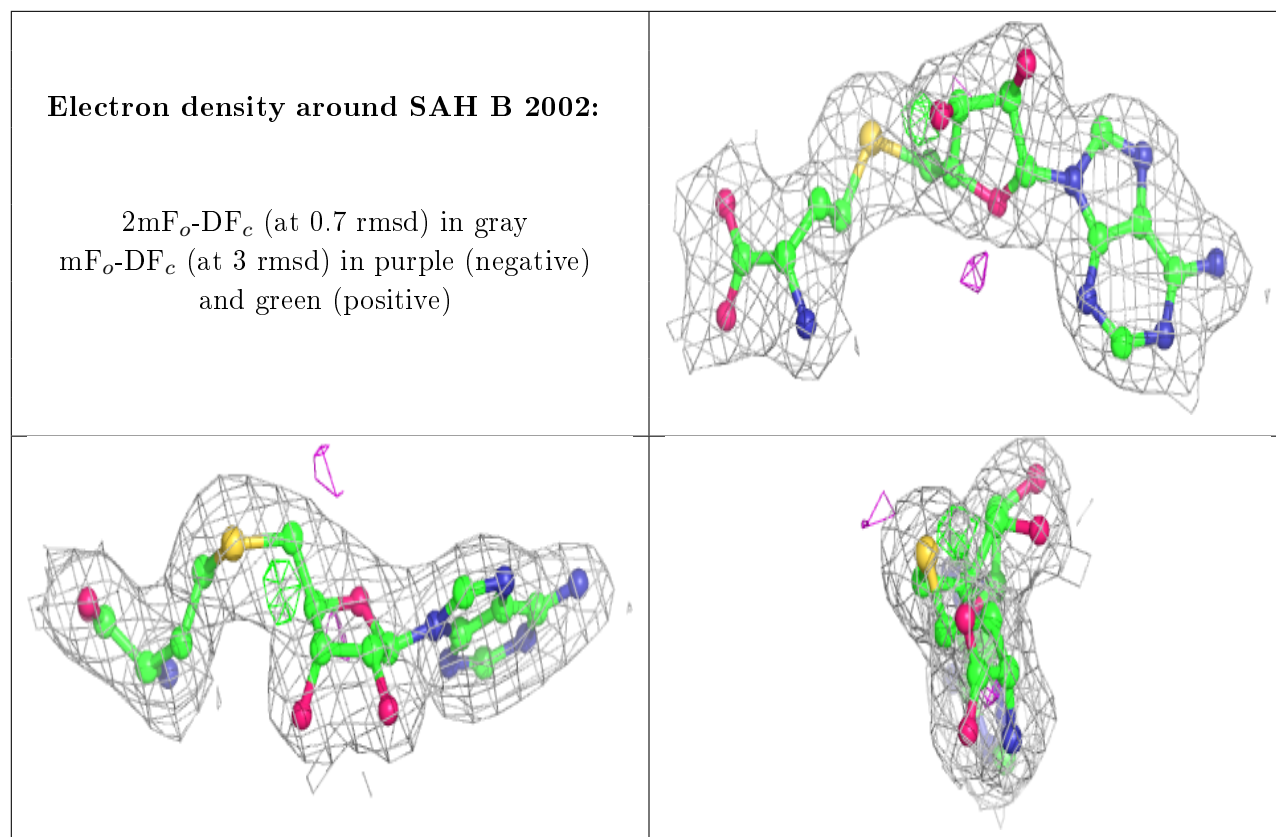 Electron density around SAH B 2002:
2mFₒ-DF𝒸 (at 0.7 rmsd) in gray
mFₒ-DF𝒸 (at 3 rmsd) in purple (negative)
and green (positive)